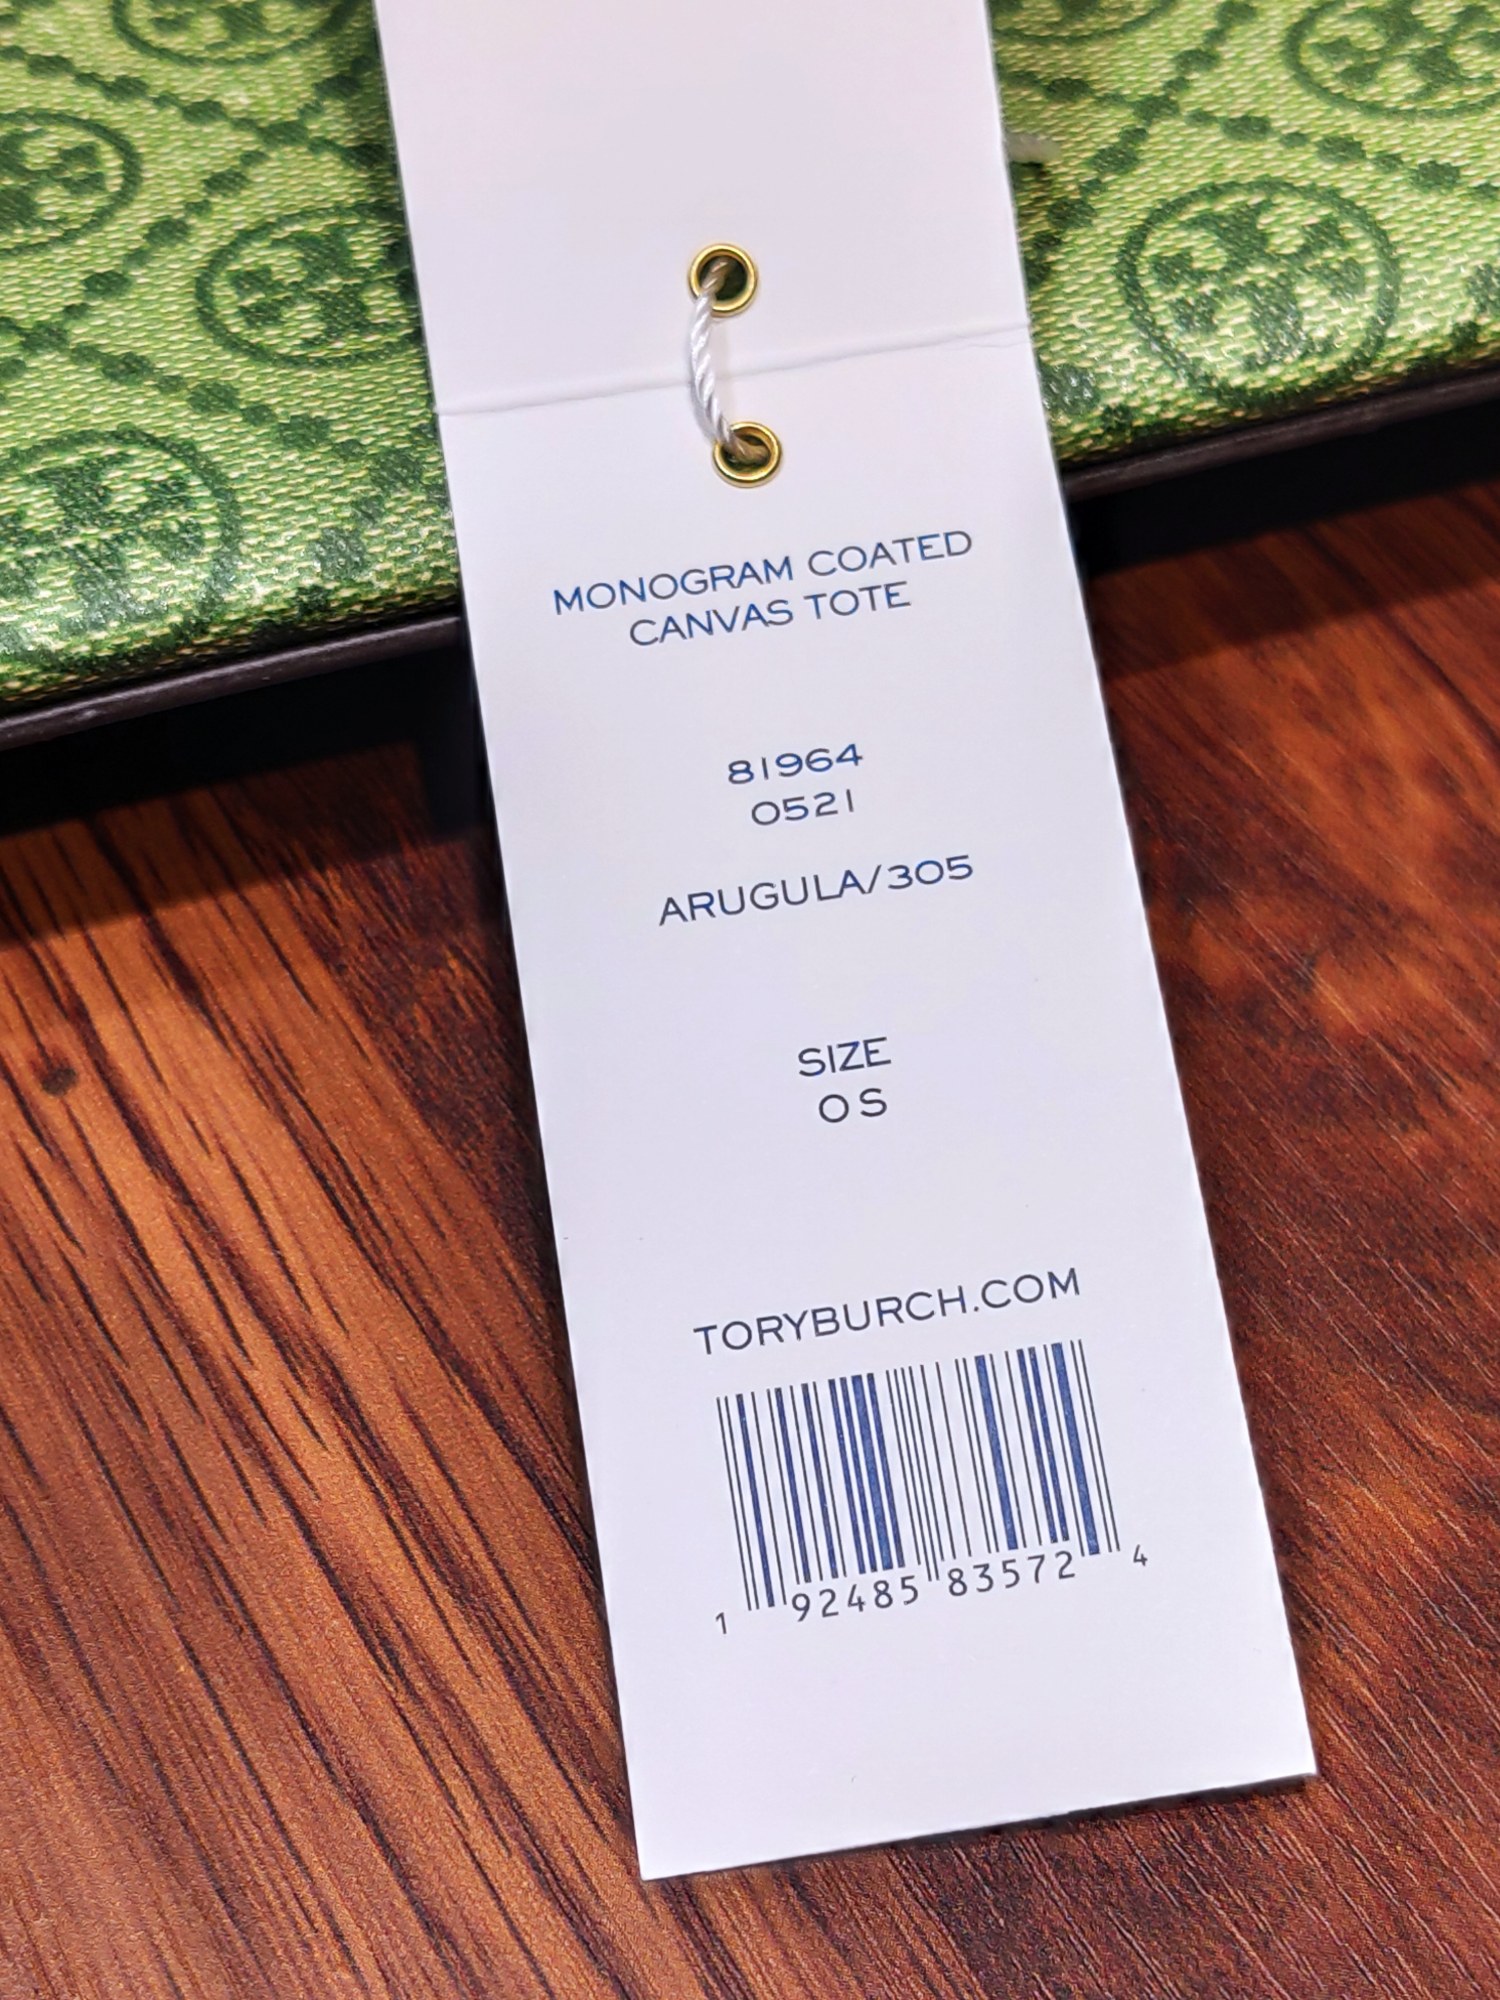 MONOGRAM COATED
CANVAS TOTE
81964
0521
ARUGULA/305
SIZE
OS
TORYBURCH.COM
1 92485 83572 4